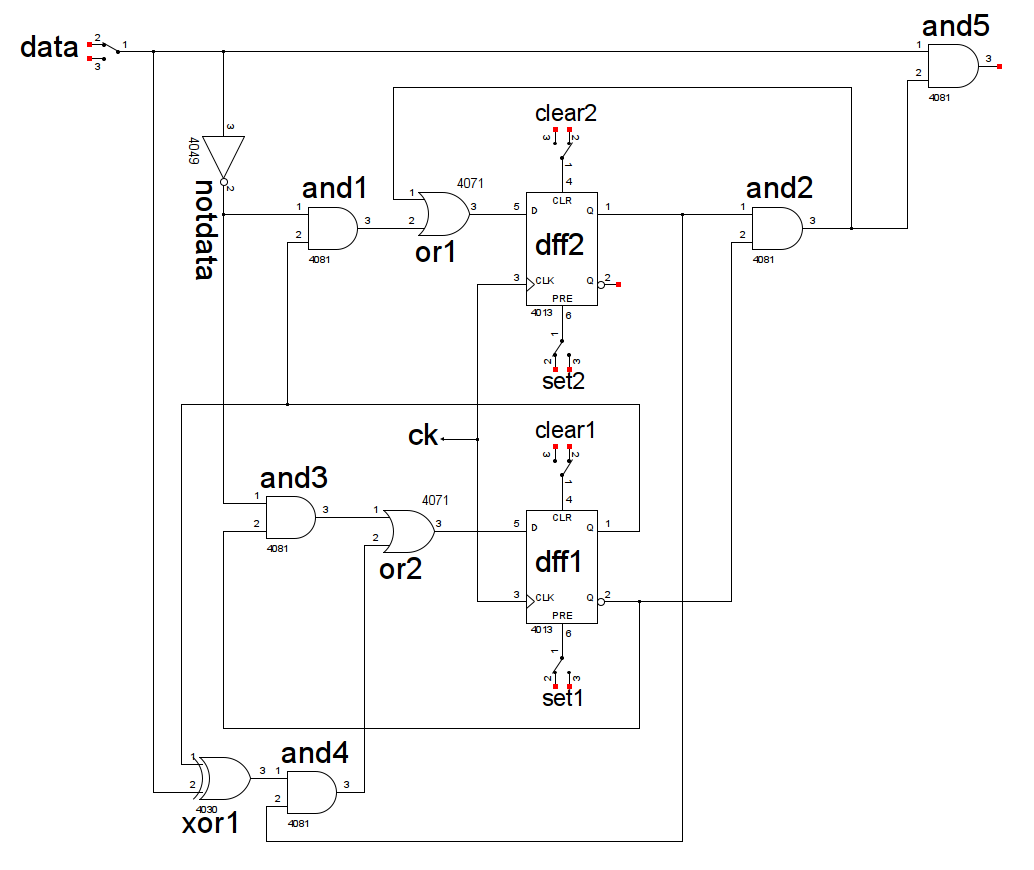 and5
data 2 1
3
1 3
2
4081
3
4049
2
notdata
clear2
3 2
1
4
and1
1 3
2
4081
4071
1 3
2
or1
5 D CLR Q 1
dff2
3 CLK Q 2
PRE
4013 6
1
2 3
set2
and2
1 3
2
4081
ck
clear1
3 2
1
4
and3
1 3
2
4081
4071
1 3
2
or2
5 D CLR Q 1
dff1
3 CLK Q 2
PRE
4013 6
1
2 3
set1
and4
1 3
2
4030
xor1
1 3
2
4081